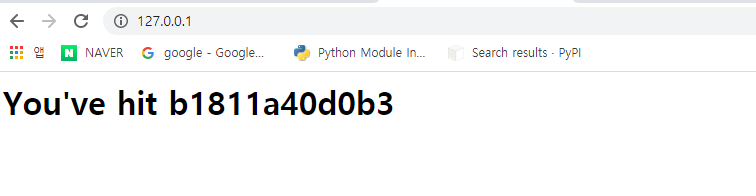 127.0.0.1
앱 NAVER google - Google... Python Module In... Search results · PyPI
You've hit b1811a40d0b3